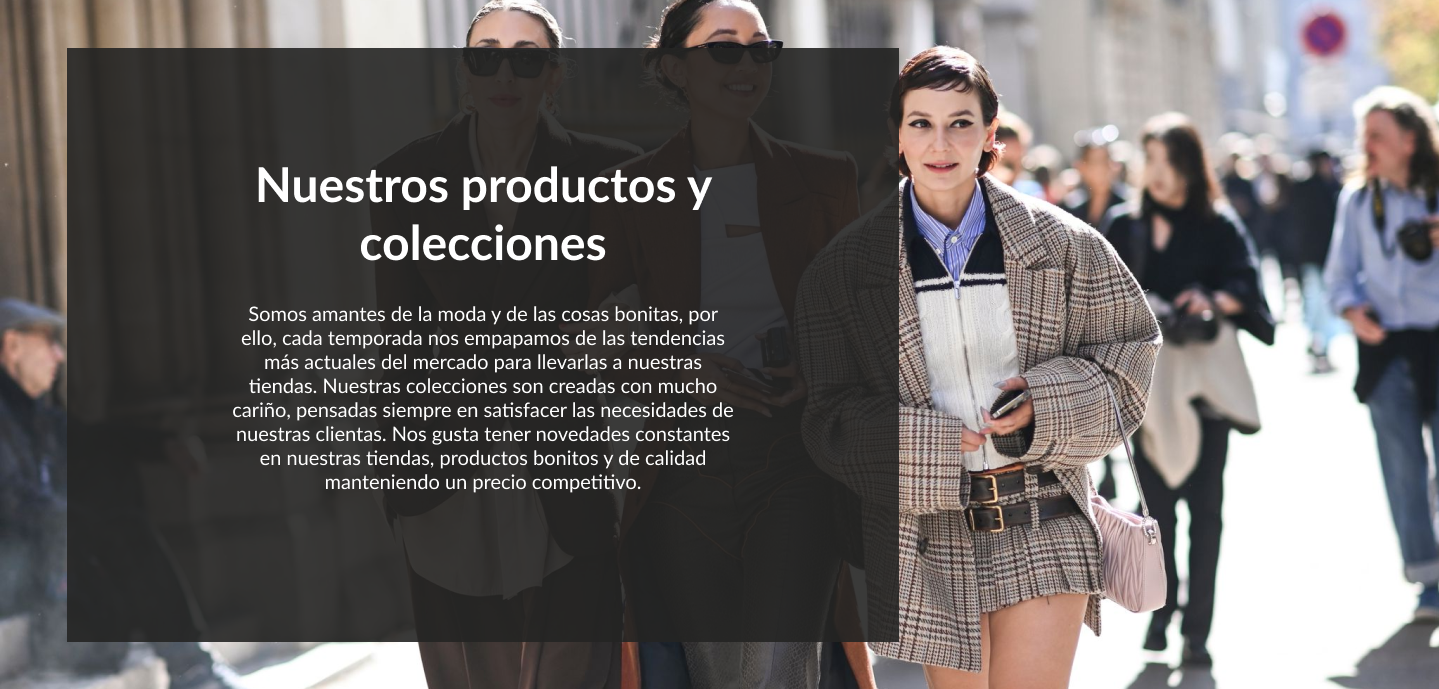 Nuestros productos y
colecciones
Somos amantes de la moda y de las cosas bonitas, por
ello, cada temporada nos empapamos de las tendencias
más actuales del mercado para llevarlas a nuestras
tiendas. Nuestras colecciones son creadas con mucho
cariño, pensadas siempre en satisfacer las necesidades de
nuestras clientas. Nos gusta tener novedades constantes
en nuestras tiendas, productos bonitos y de calidad
manteniendo un precio competitivo.